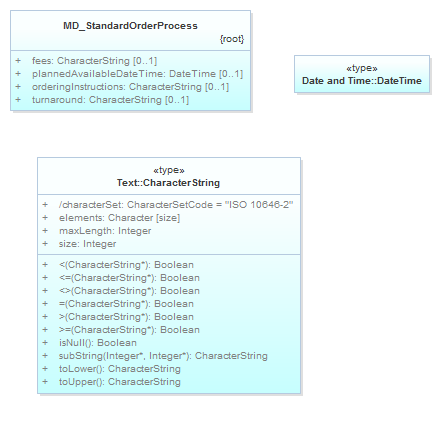 MD_StandardOrderProcess
{root}
+ fees: CharacterString [0..1]
+ plannedAvailableDateTime: DateTime [0..1]
+ orderingInstructions: CharacterString [0..1]
+ turnaround: CharacterString [0..1]
«type»
Date and Time::DateTime
«type»
Text::CharacterString
+ /characterSet: CharacterSetCode = "ISO 10646-2"
+ elements: Character [size]
+ maxLength: Integer
+ size: Integer
+ <(CharacterString*): Boolean
+ <=(CharacterString*): Boolean
+ <>(CharacterString*): Boolean
+ =(CharacterString*): Boolean
+ >(CharacterString*): Boolean
+ >=(CharacterString*): Boolean
+ isNull(): Boolean
+ subString(Integer*, Integer*): CharacterString
+ toLower(): CharacterString
+ toUpper(): CharacterString